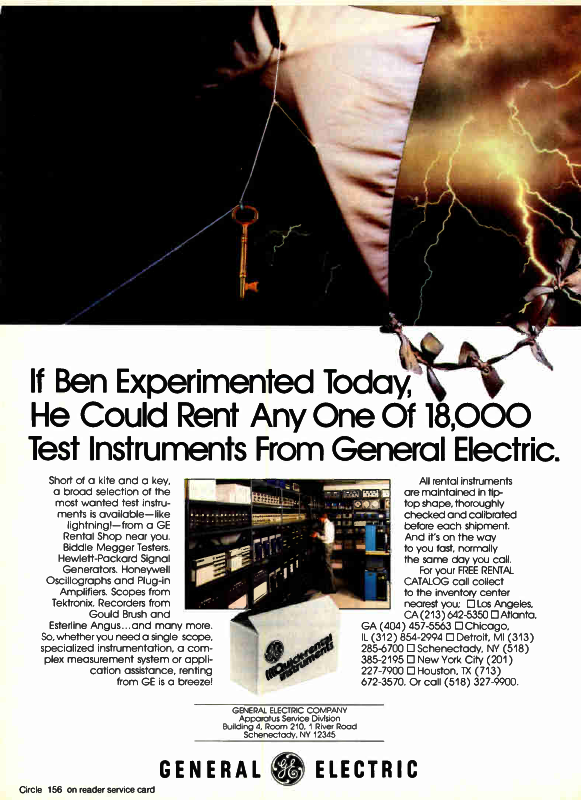 If Ben Experimented Today,
He Could Rent Any One Of 18,000
Test Instruments From General Electric.
Short of a kite and a key,
a broad selection of the
most wanted test instru-
ments is available—like
lightning!—from a GE
Rental Shop near you.
Biddle Megger Testers.
Hewlett-Packard Signal
Generators. Honeywell
Oscillographs and Plug-in
Amplifiers. Scopes from
Tektronix. Recorders from
Gould Brush and
Esterline Angus...and many more.
So, whether you need a single scope,
specialized instrumentation, a com-
plex measurement system or appli-
cation assistance, renting
from GE is a breeze!
GE Quick-rental
instruments
All rental instruments
are maintained in tip-
top shape, thoroughly
checked and calibrated
before each shipment.
And it's on the way
to you fast, normally
the same day you call.
For your FREE RENTAL
CATALOG call collect
to the inventory center
nearest you; □ Los Angeles,
CA (213) 642-5350 □ Atlanta,
GA (404) 457-5563 □ Chicago,
IL (312) 854-2994 □ Detroit, MI (313)
285-6700 □ Schenectady, NY (518)
385-2195 □ New York City (201)
227-7900 □ Houston, TX (713)
672-3570. Or call (518) 327-9900.
GENERAL ELECTRIC COMPANY
Apparatus Service Division
Building 4, Room 210, 1 River Road
Schenectady, NY 12345
GENERAL GE ELECTRIC
Circle 156 on reader service card